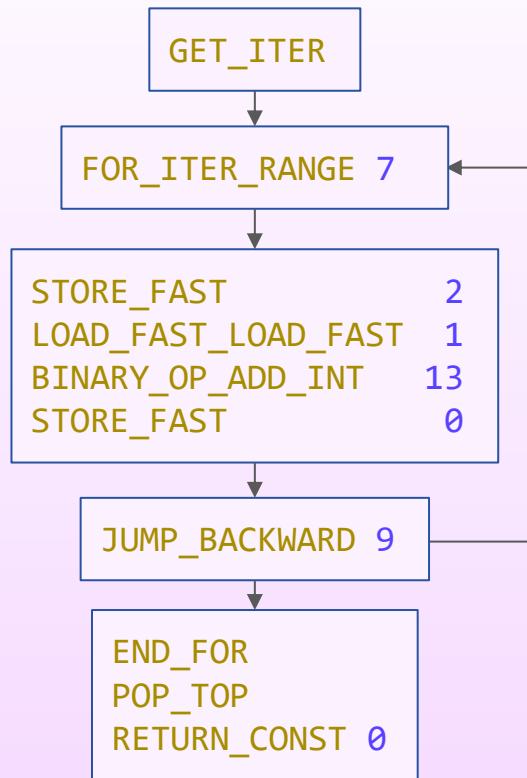 GET_ITER
FOR_ITER_RANGE 7
STORE_FAST 2
LOAD_FAST_LOAD_FAST 1
BINARY_OP_ADD_INT 13
STORE_FAST 0
JUMP_BACKWARD 9
END_FOR
POP_TOP
RETURN_CONST 0